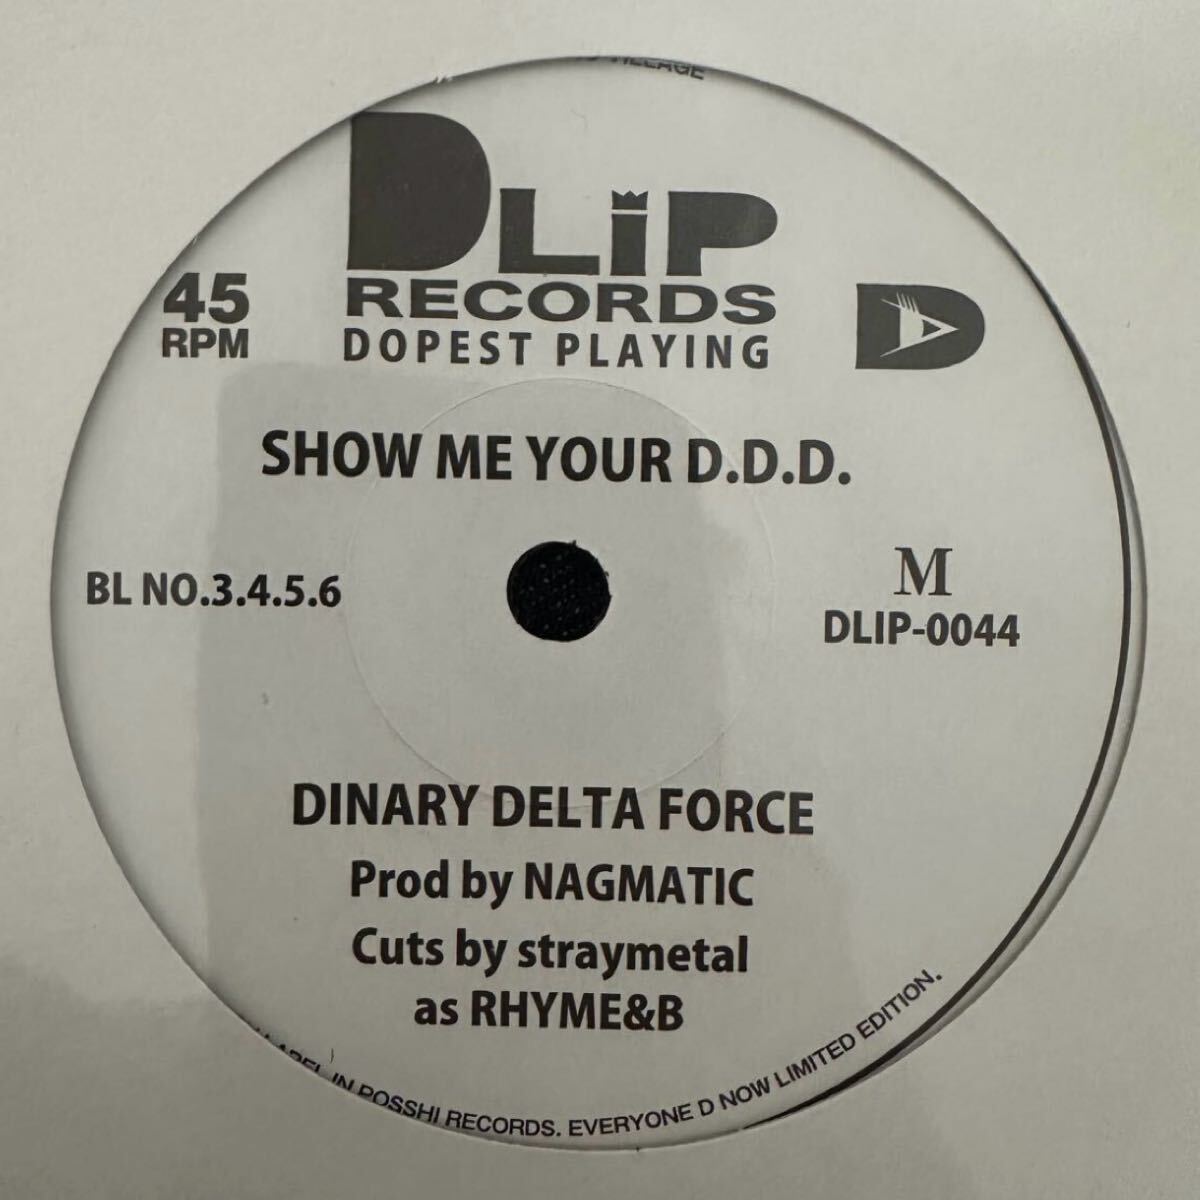 DLiP
RECORDS
DOPEST PLAYING
45
RPM
D
SHOW ME YOUR D.D.D.
BL NO.3.4.5.6
M
DLIP-0044
DINARY DELTA FORCE
Prod by NAGMATIC
Cuts by straymetal
as RHYME&B
IN POSSHI RECORDS. EVERYONE D NOW LIMITED EDITION.